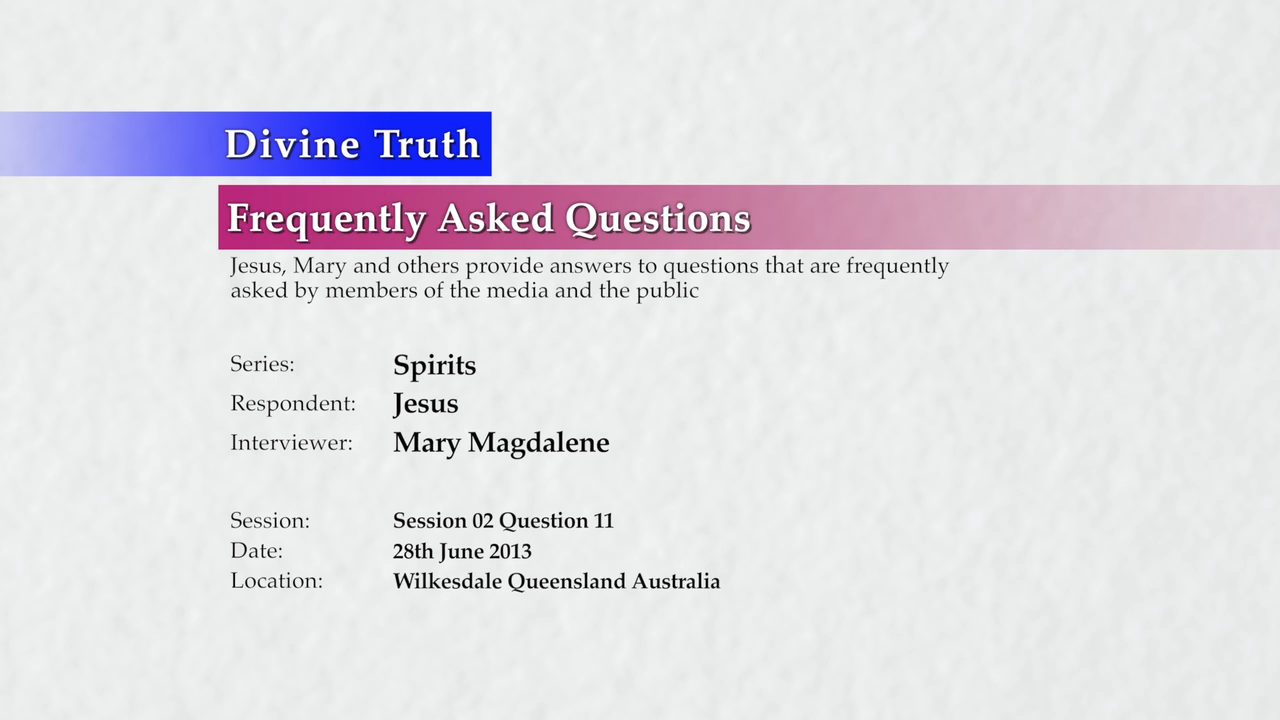 Divine Truth
Frequently Asked Questions
Jesus, Mary and others provide answers to questions that are frequently
asked by members of the media and the public
Series: Spirits
Respondent: Jesus
Interviewer: Mary Magdalene
Session: Session 02 Question 11
Date: 28th June 2013
Location: Wilkesdale Queensland Australia